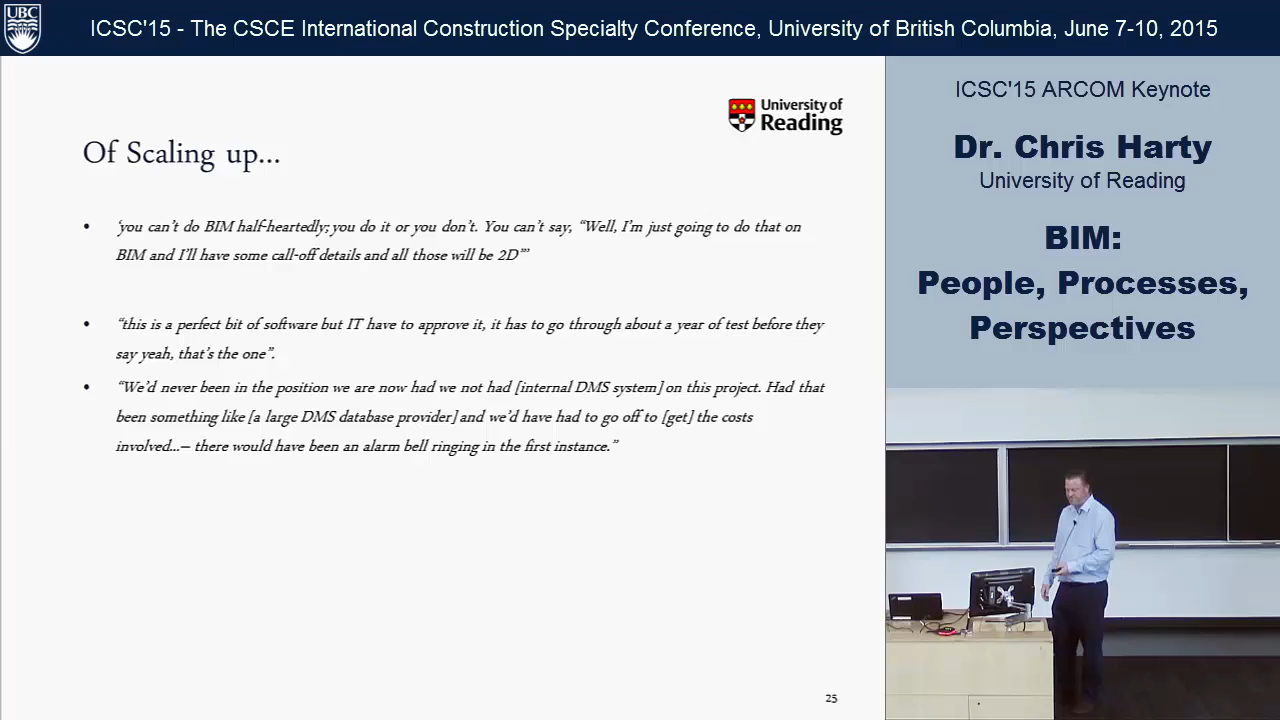 UBC
ICSC'15 - The CSCE International Construction Specialty Conference, University of British Columbia, June 7-10, 2015
University of
Reading
Of Scaling up...
• ‘you can’t do BIM half-heartedly; you do it or you don’t. You can’t say, “Well, I’m just going to do that on
BIM and I’ll have some call-off details and all those will be 2D”’
• “this is a perfect bit of software but IT have to approve it, it has to go through about a year of test before they
say yeah, that’s the one”.
• “We’d never been in the position we are now had we not had [internal DMS system] on this project. Had that
been something like [a large DMS database provider] and we’d have had to go off to [get] the costs
involved...– there would have been an alarm bell ringing in the first instance.”
25
ICSC'15 ARCOM Keynote
Dr. Chris Harty
University of Reading
BIM:
People, Processes,
Perspectives